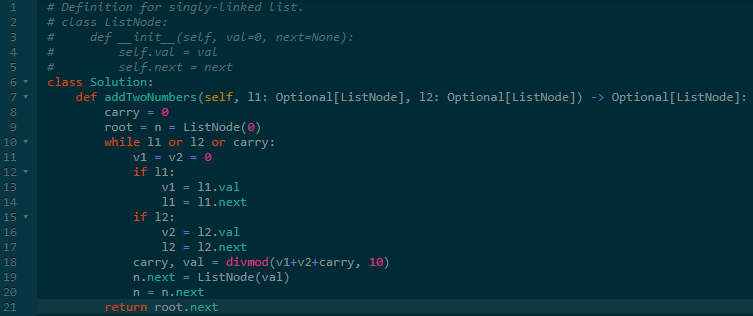 1 # Definition for singly-linked list.
2 # class ListNode:
3 #     def __init__(self, val=0, next=None):
4 #         self.val = val
5 #         self.next = next
6 class Solution:
7     def addTwoNumbers(self, l1: Optional[ListNode], l2: Optional[ListNode]) -> Optional[ListNode]:
8         carry = 0
9         root = n = ListNode(0)
10         while l1 or l2 or carry:
11             v1 = v2 = 0
12             if l1:
13                 v1 = l1.val
14                 l1 = l1.next
15             if l2:
16                 v2 = l2.val
17                 l2 = l2.next
18             carry, val = divmod(v1+v2+carry, 10)
19             n.next = ListNode(val)
20             n = n.next
21         return root.next